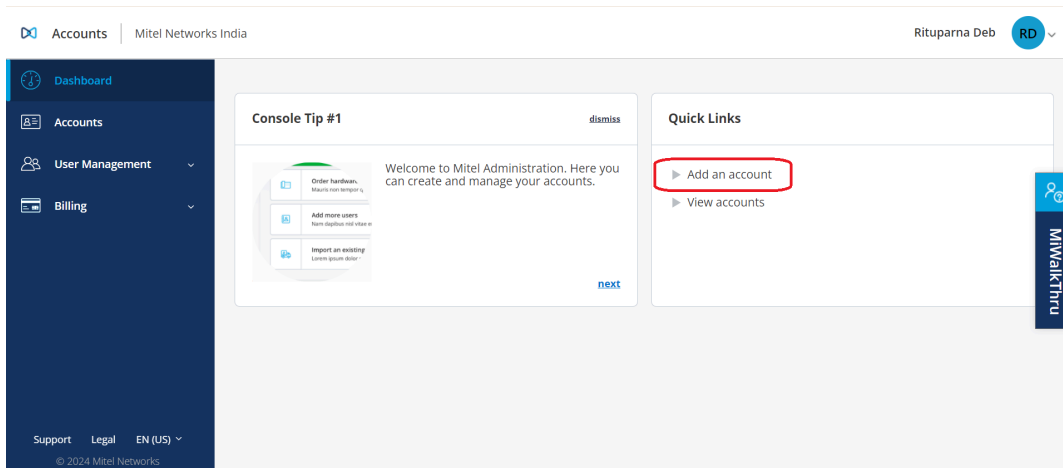 Accounts
Mitel Networks India
Rituparna Deb
RD
Dashboard
Accounts
User Management
Billing
Support
Legal
EN (US)
© 2024 Mitel Networks
Console Tip #1
dismiss
Order hardwar
Mauris non tempor
Add more users
Nam dapibus nisl vitae
Import an existing
Lorem ipsum dolor
Welcome to Mitel Administration. Here you
can create and manage your accounts.
next
Quick Links
Add an account
View accounts
MiWalkThru